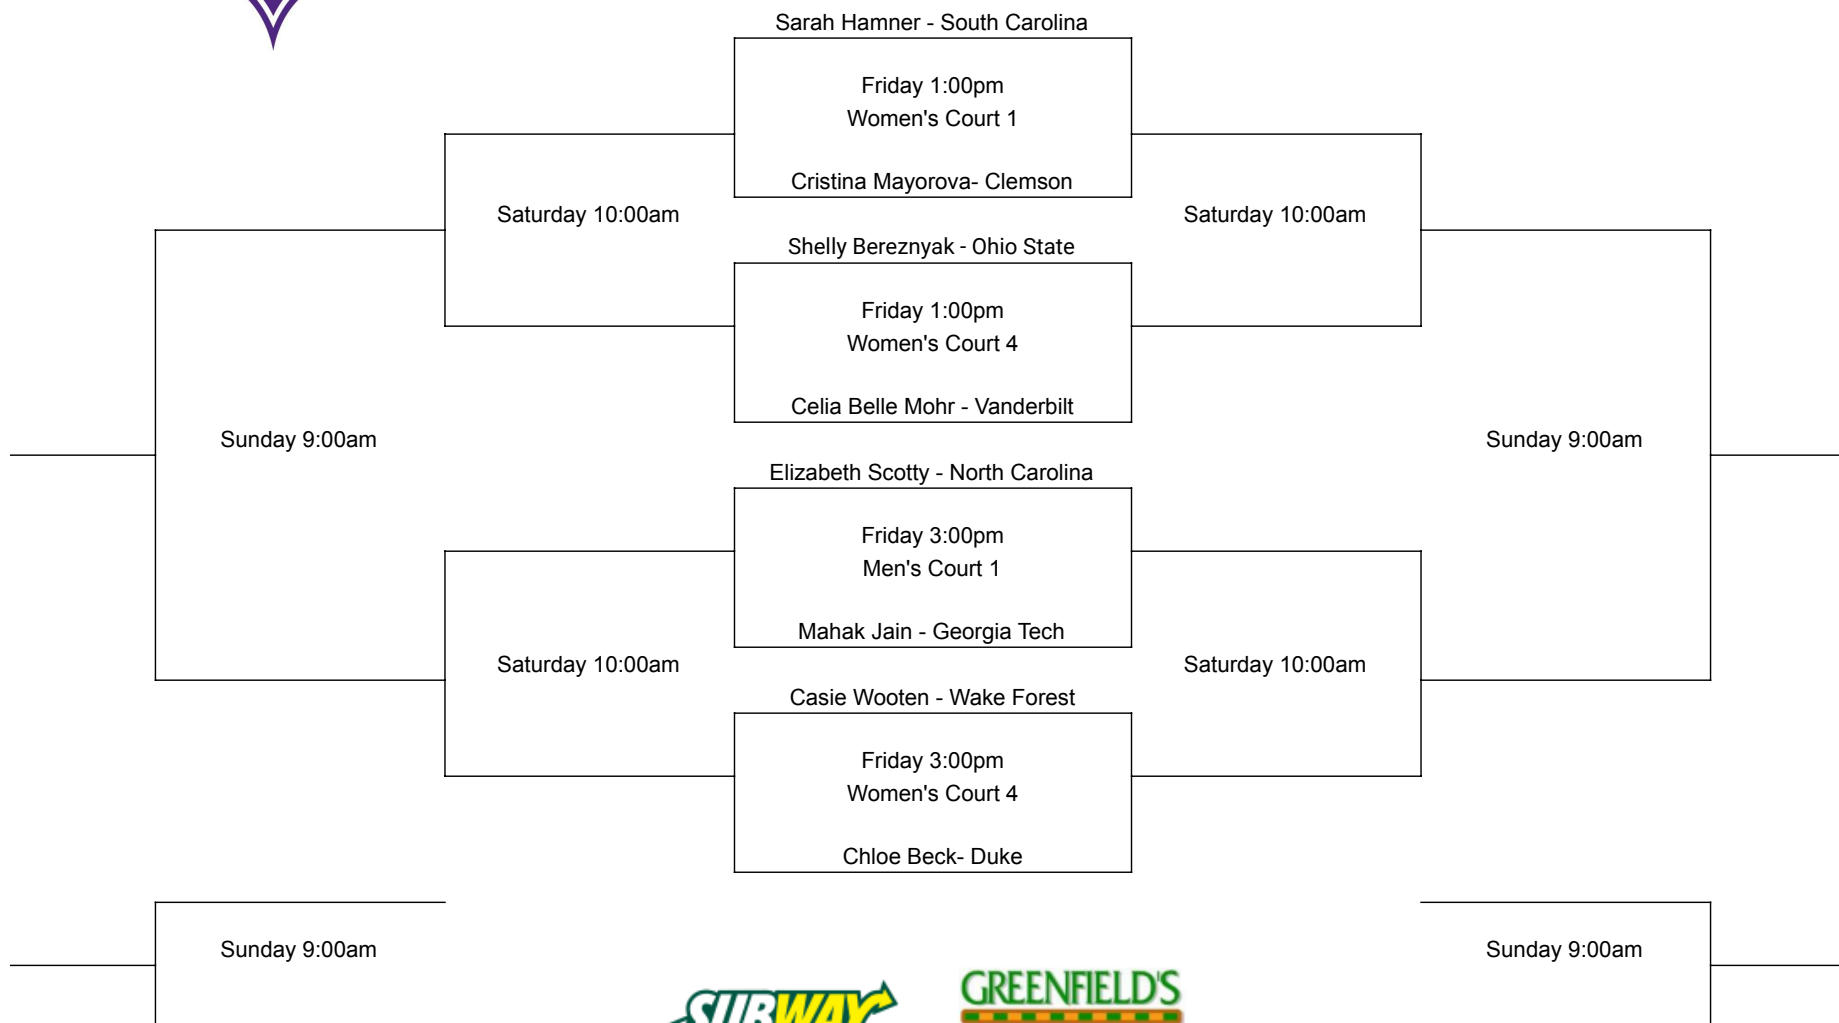 Sarah Hamner - South Carolina
Friday 1:00pm
Women's Court 1
Cristina Mayorova- Clemson
Saturday 10:00am
Saturday 10:00am
Shelly Bereznyak - Ohio State
Friday 1:00pm
Women's Court 4
Celia Belle Mohr - Vanderbilt
Sunday 9:00am
Sunday 9:00am
Elizabeth Scotty - North Carolina
Friday 3:00pm
Men's Court 1
Mahak Jain - Georgia Tech
Saturday 10:00am
Saturday 10:00am
Casie Wooten - Wake Forest
Friday 3:00pm
Women's Court 4
Chloe Beck- Duke
Sunday 9:00am
Sunday 9:00am
SUBWAY
GREENFIELD'S